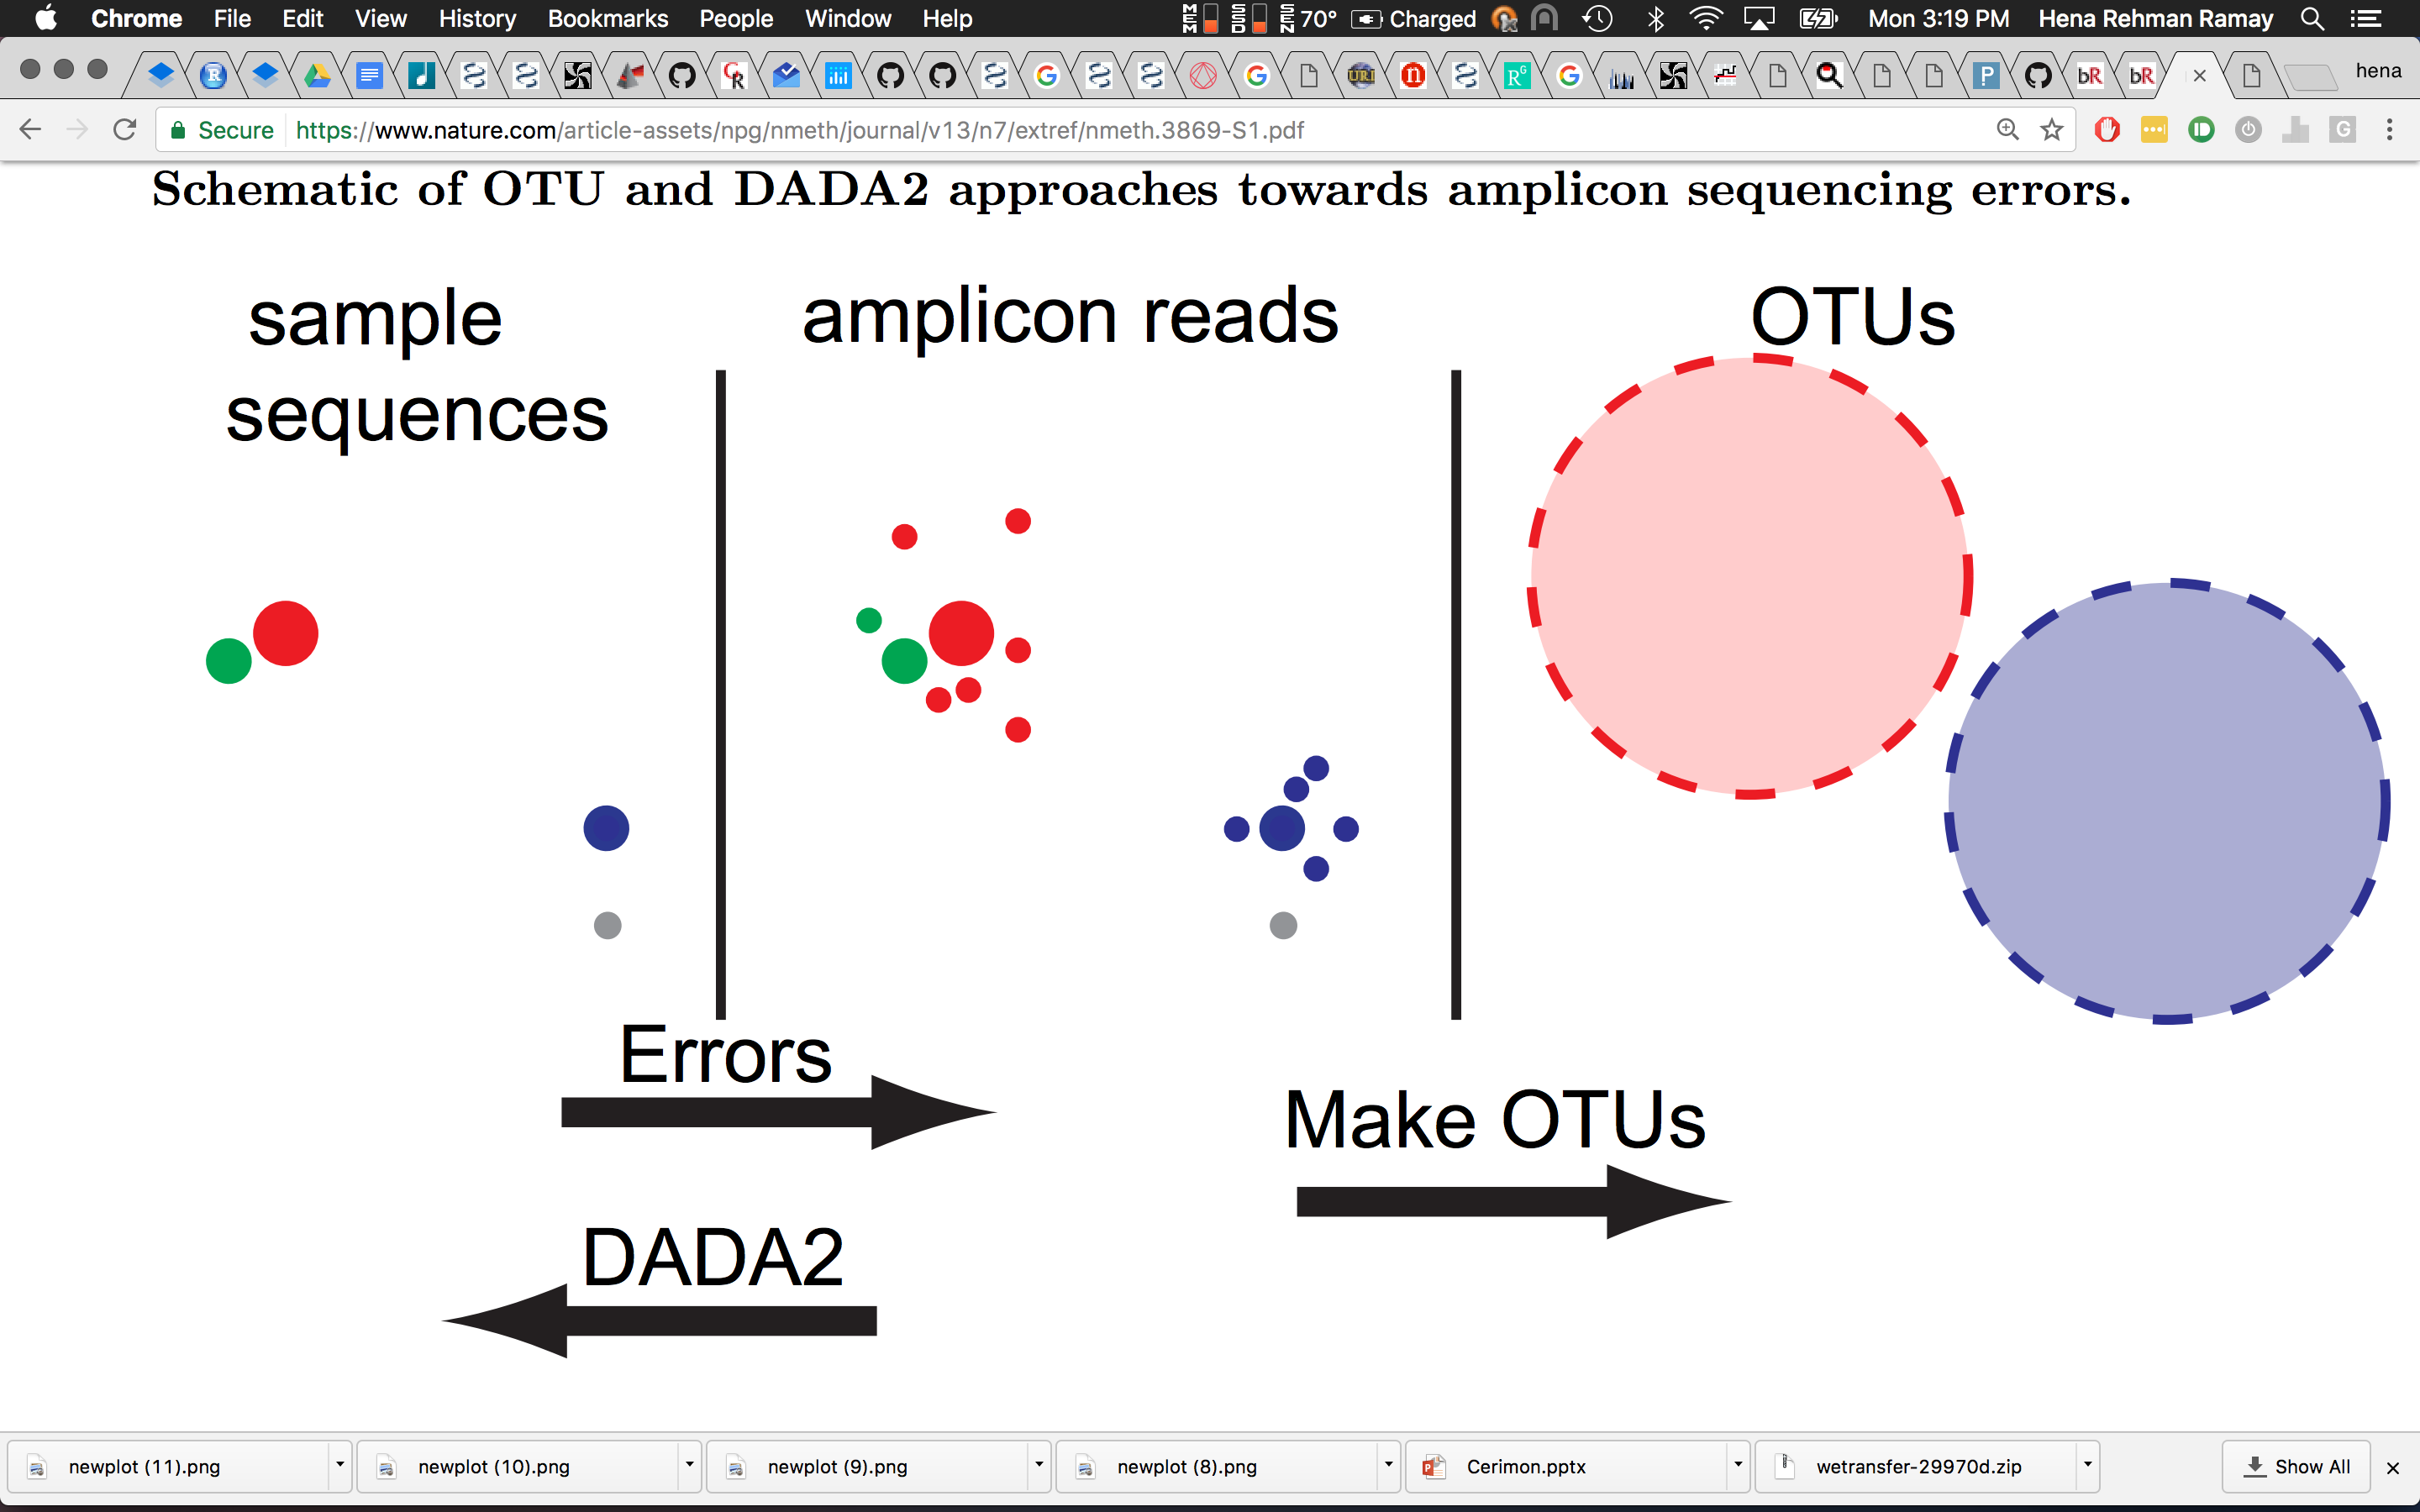 Chrome File Edit View History Bookmarks People Window Help MEM SSD SEN 70° Charged Mon 3:19 PM Hena Rehman Ramay
hena
Secure https://www.nature.com/article-assets/npg/nmeth/journal/v13/n7/extref/nmeth.3869-S1.pdf
Schematic of OTU and DADA2 approaches towards amplicon sequencing errors.
sample
sequences
amplicon reads
OTUs
Errors
Make OTUs
DADA2
newplot (11).png newplot (10).png newplot (9).png newplot (8).png Cerimon.pptx wetransfer-29970d.zip Show All